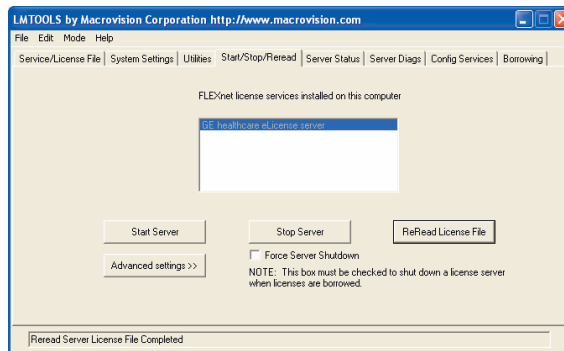 LMTOOLS by Macrovision Corporation http://www.macrovision.com
File Edit Mode Help
Service/License File System Settings Utilities Start/Stop/Reread Server Status Server Diags Config Services Borrowing
FLEXnet license services installed on this computer
GE healthcare eLicense server
Start Server Stop Server ReRead License File
Force Server Shutdown
Advanced settings >>
NOTE: This box must be checked to shut down a license server
when licenses are borrowed.
Reread Server License File Completed